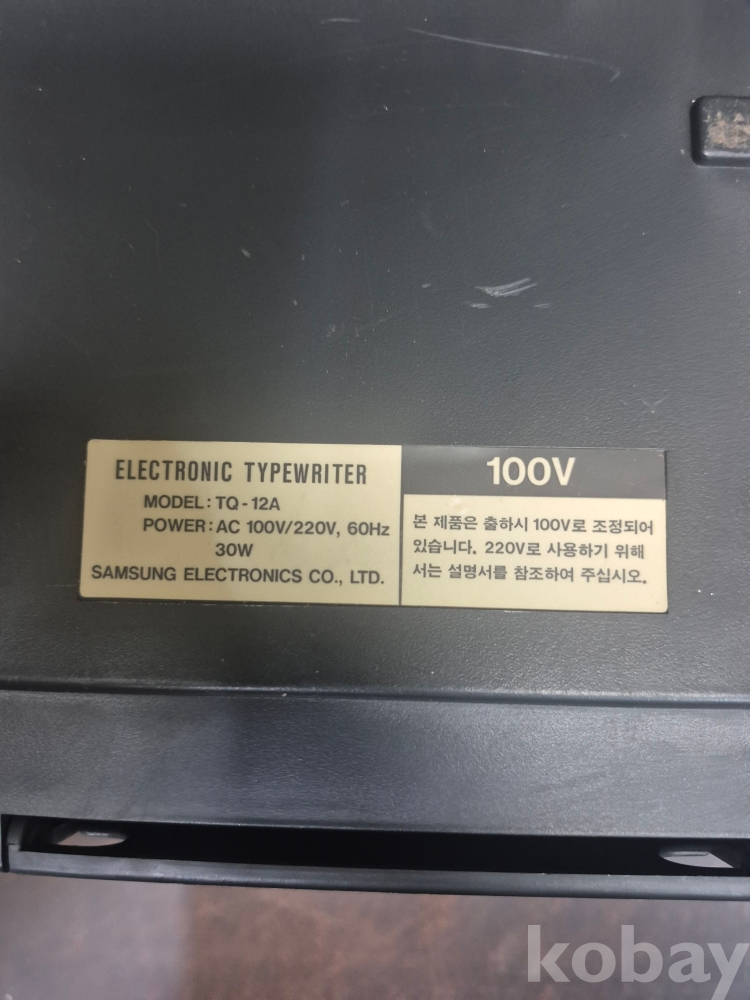 ELECTRONIC TYPEWRITER
MODEL: TQ-12A
POWER: AC 100V/220V, 60Hz
30W
SAMSUNG ELECTRONICS CO., LTD.
100V
본 제품은 출하시 100V로 조정되어
있습니다. 220V로 사용하기 위해
서는 설명서를 참조하여 주십시오.
kobay